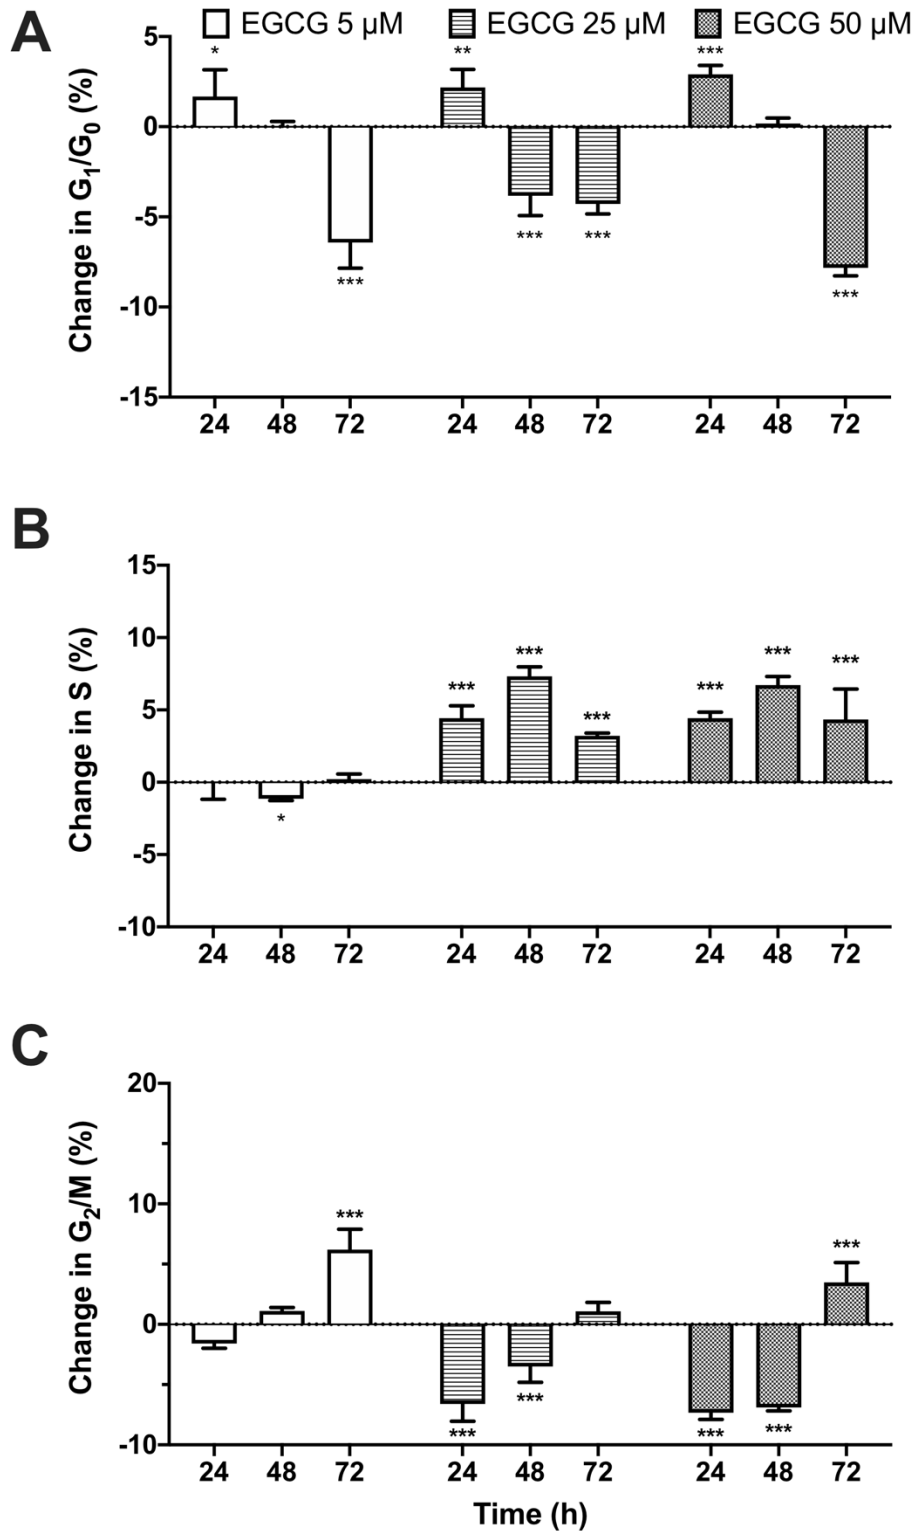 A
EGCG 5 µM EGCG 25 µM EGCG 50 µM
Change in G1/G0 (%)
5
0
-5
-10
-15
* ** ***
*** *** *** ***
24 48 72 24 48 72 24 48 72
B
Change in S (%)
15
10
5
0
-5
-10
*** *** *** *** *** ***
*
24 48 72 24 48 72 24 48 72
C
Change in G2/M (%)
20
10
0
-10
*** ***
*** *** *** ***
24 48 72 24 48 72 24 48 72
Time (h)